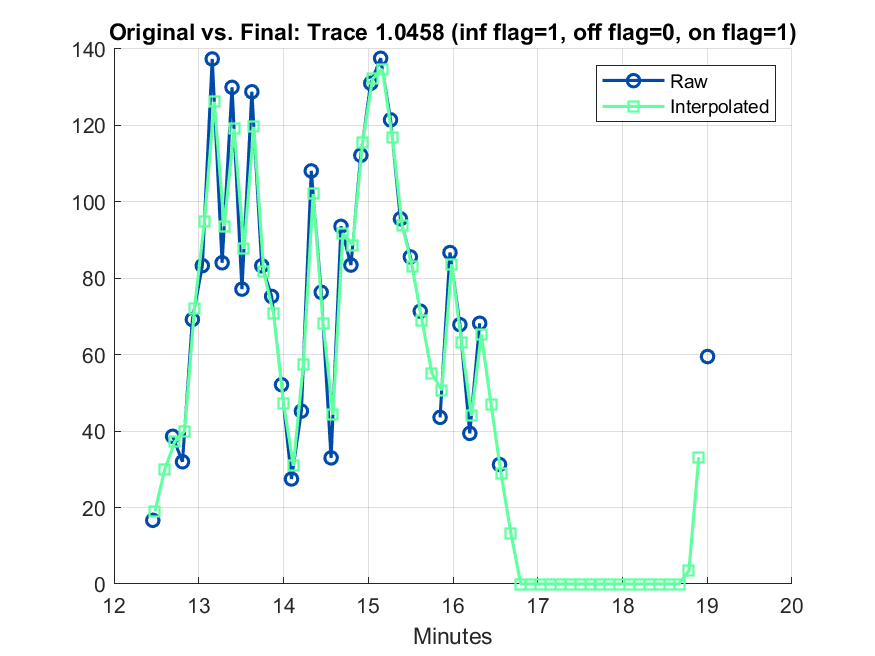 Original vs. Final: Trace 1.0458 (inf flag=1, off flag=0, on flag=1)
140
120
100
80
60
40
20
0
Raw
Interpolated
12 13 14 15 16 17 18 19 20
Minutes